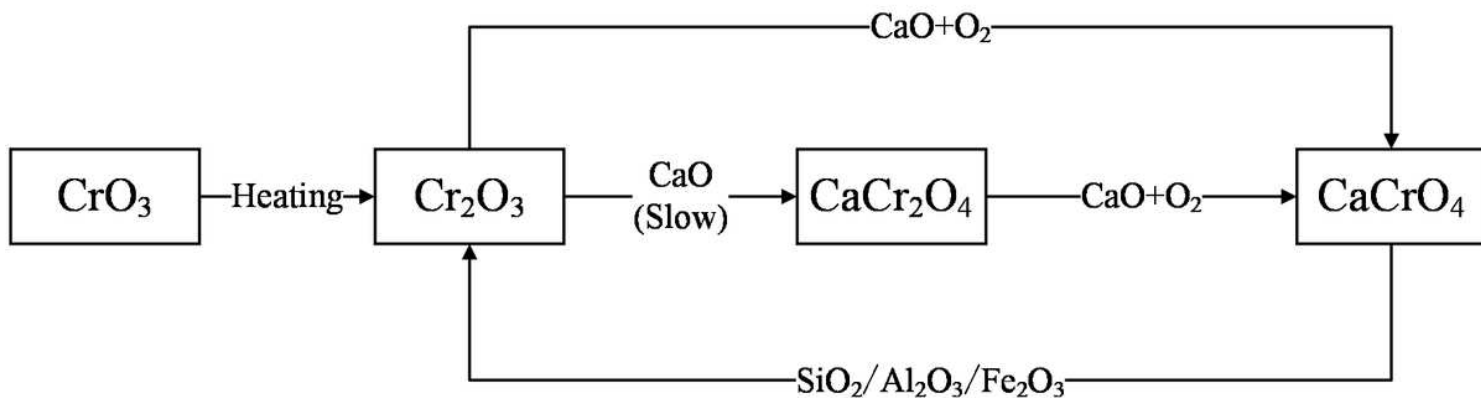 CaO+O₂
CrO₃
Heating
Cr₂O₃
CaO
(Slow)
CaCr₂O₄
CaO+O₂
CaCrO₄
SiO₂/Al₂O₃/Fe₂O₃